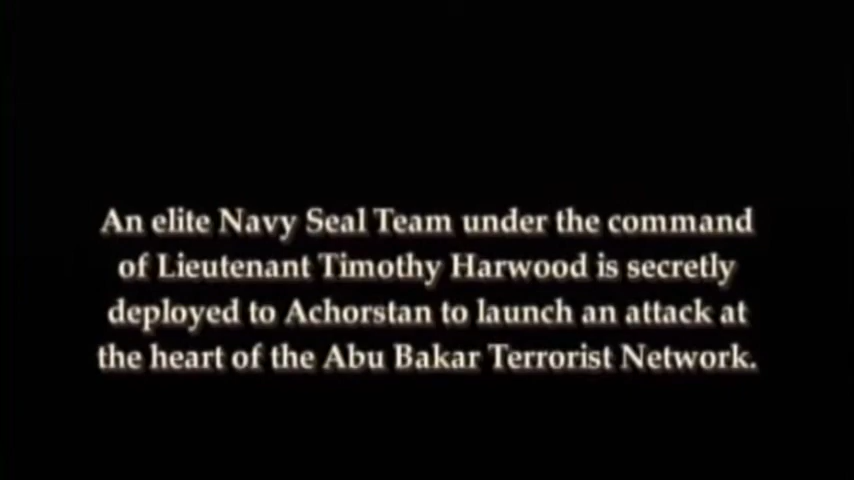 An elite Navy Seal Team under the command
of Lieutenant Timothy Harwood is secretly
deployed to Achorstan to launch an attack at
the heart of the Abu Bakar Terrorist Network.